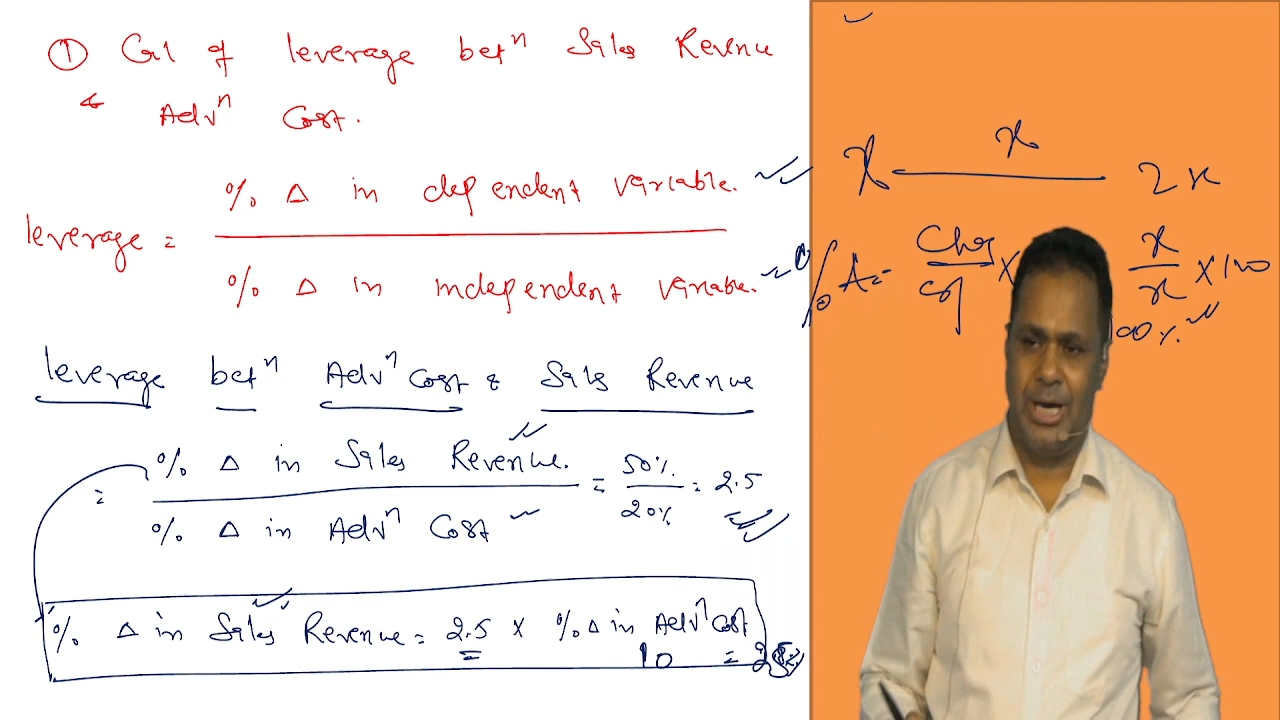 ① Cal of leverage betⁿ Sales Revenue
& Advⁿ Cost.
leverage = % Δ in dependent variable. / % Δ in independent variable.
leverage betⁿ Advⁿ Cost & Sales Revenue
= % Δ in Sales Revenue. / % Δ in Advⁿ Cost = 50% / 20% = 2.5
% Δ in Sales Revenue = 2.5 × % Δ in Advⁿ Cost
10 = 25%
x x 2x
% Δ = Chg ×
x / x × 100
100%.